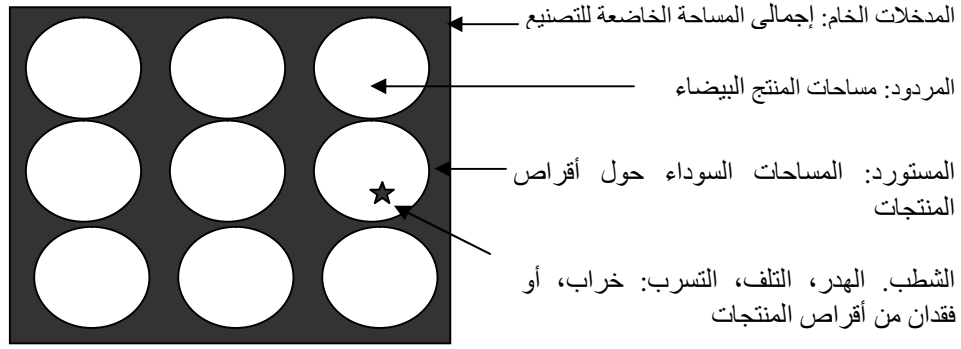 المدخلات الخام: إجمالي المساحة الخاضعة للتصنيع
المردود: مساحات المنتج البيضاء
المستورد: المساحات السوداء حول أقراص
المنتجات
الشطب. الهدر، التلف، التسرب: خراب، أو
فقدان من أقراص المنتجات